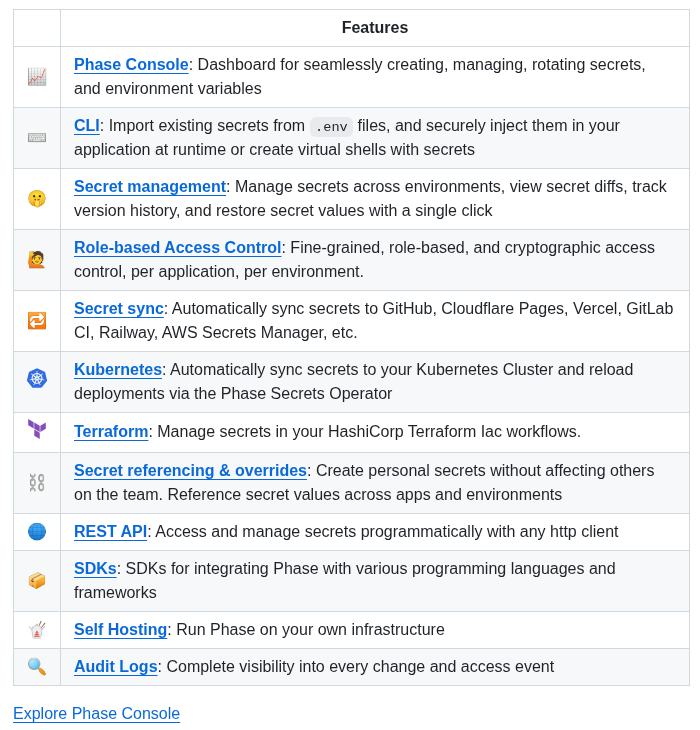 Features
Phase Console: Dashboard for seamlessly creating, managing, rotating secrets,
and environment variables
CLI: Import existing secrets from .env files, and securely inject them in your
application at runtime or create virtual shells with secrets
Secret management: Manage secrets across environments, view secret diffs, track
version history, and restore secret values with a single click
Role-based Access Control: Fine-grained, role-based, and cryptographic access
control, per application, per environment.
Secret sync: Automatically sync secrets to GitHub, Cloudflare Pages, Vercel, GitLab
CI, Railway, AWS Secrets Manager, etc.
Kubernetes: Automatically sync secrets to your Kubernetes Cluster and reload
deployments via the Phase Secrets Operator
Terraform: Manage secrets in your HashiCorp Terraform Iac workflows.
Secret referencing & overrides: Create personal secrets without affecting others
on the team. Reference secret values across apps and environments
REST API: Access and manage secrets programmatically with any http client
SDKs: SDKs for integrating Phase with various programming languages and
frameworks
Self Hosting: Run Phase on your own infrastructure
Audit Logs: Complete visibility into every change and access event
Explore Phase Console